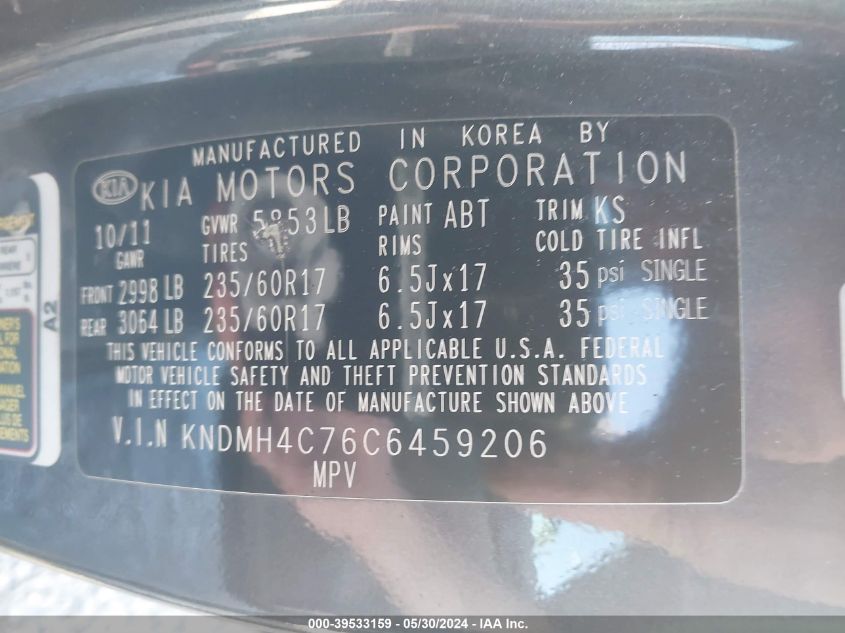 MANUFACTURED IN KOREA BY
KIA KIA MOTORS CORPORATION
10/11 GVWR 5853LB PAINT ABT TRIM KS
GAWR TIRES RIMS COLD TIRE INFL
FRONT 2998 LB 235/60R17 6.5Jx17 35 psi SINGLE
REAR 3064 LB 235/60R17 6.5Jx17 35 psi SINGLE
THIS VEHICLE CONFORMS TO ALL APPLICABLE U.S.A. FEDERAL
MOTOR VEHICLE SAFETY AND THEFT PREVENTION STANDARDS
IN EFFECT ON THE DATE OF MANUFACTURE SHOWN ABOVE
V.I.N KNDMH4C76C6459206
MPV
A2
000-39533159 - 05/30/2024 - IAA Inc.